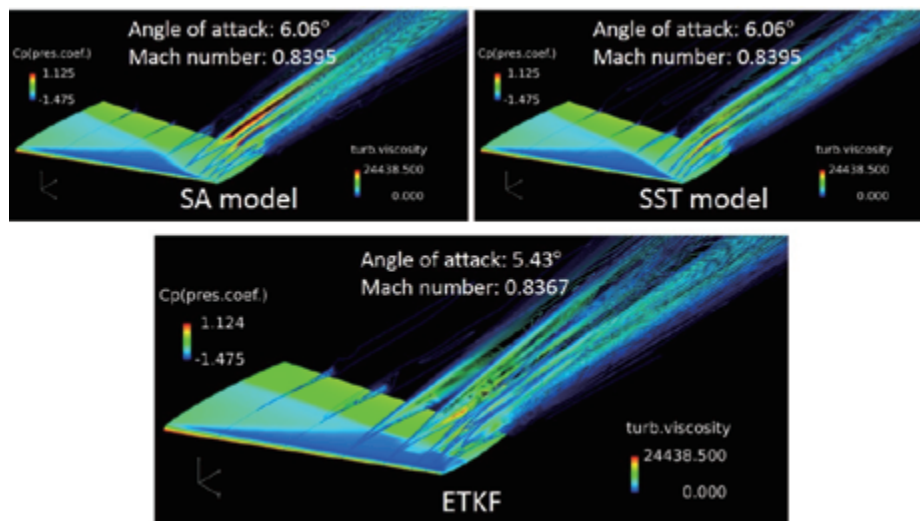 Angle of attack: 6.06°
Mach number: 0.8395
Cp(pres.coef.)
1.125
-1.475
turb.viscosity
24438.500
0.000
SA model
Angle of attack: 6.06°
Mach number: 0.8395
Cp(pres.coef.)
1.125
-1.475
turb.viscosity
24438.500
0.000
SST model
Angle of attack: 5.43°
Mach number: 0.8367
Cp(pres.coef.)
1.124
-1.475
turb.viscosity
24438.500
0.000
ETKF